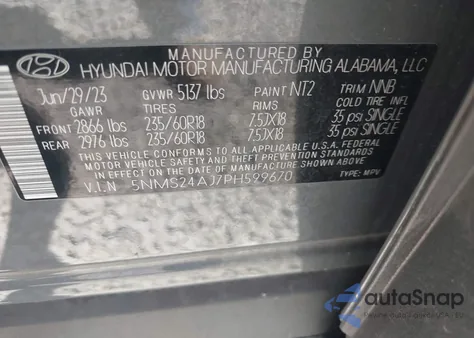 MANUFACTURED BY
HYUNDAI MOTOR MANUFACTURING ALABAMA, LLC
Jun/29/23 GVWR 5137 lbs PAINT NT2 TRIM NNB
GAWR TIRES RIMS COLD TIRE INFL
FRONT 2866 lbs 235/60R18 7.5JX18 35 psi SINGLE
REAR 2976 lbs 235/60R18 7.5JX18 35 psi SINGLE
THIS VEHICLE CONFORMS TO ALL APPLICABLE U.S.A. FEDERAL
MOTOR VEHICLE SAFETY AND BUMPER STANDARDS IN EFFECT ON
THE DATE OF MANUFACTURE SHOWN ABOVE.
V.I.N 5NMS24AJ7PH599670 TYPE: MPV
autoSnap